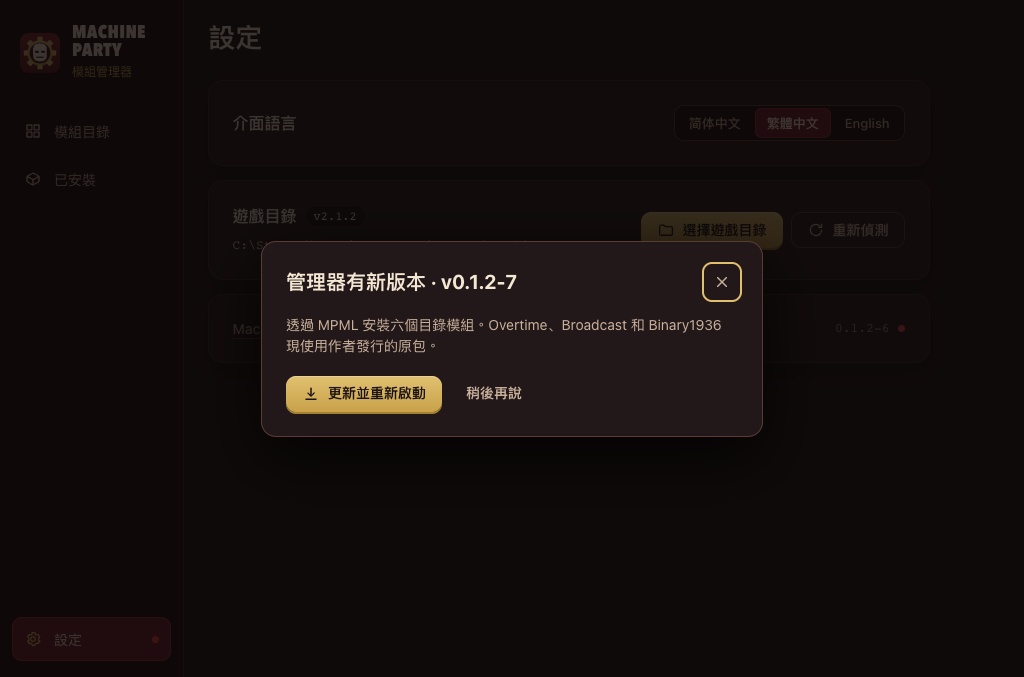 MACHINE
PARTY
模組管理器
模組目錄
已安裝
設定
設定
介面語言
简体中文 繁體中文 English
遊戲目錄 v2.1.2
選擇遊戲目錄 重新偵測
管理器有新版本 · v0.1.2-7
透過 MPML 安裝六個目錄模組。Overtime、Broadcast 和 Binary1936
現使用作者發行的原包。
更新並重新啟動 稍後再說
0.1.2-6